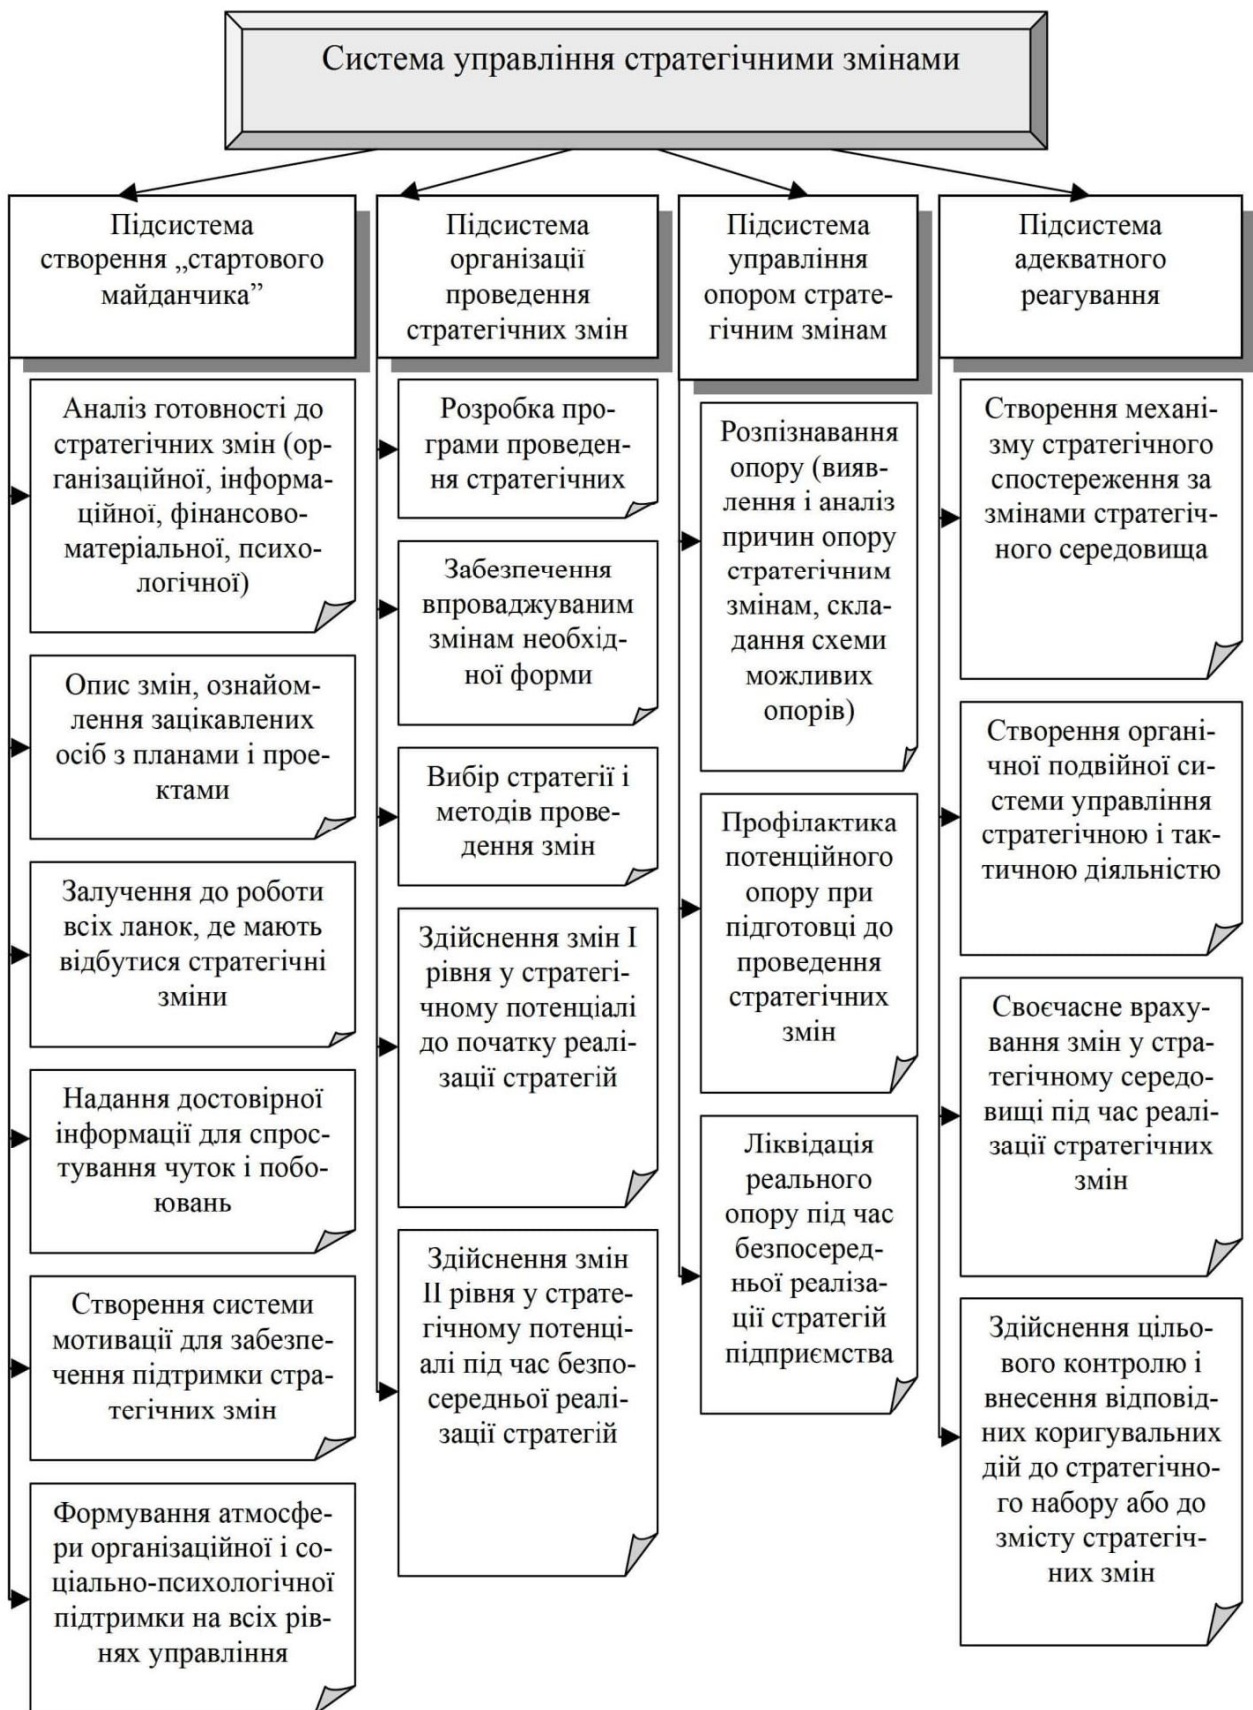 Система управління стратегічними змінами
Підсистема
створення „стартового
майданчика”
Аналіз готовності до
стратегічних змін (ор-
ганізаційної, інформа-
ційної, фінансово-
матеріальної, психо-
логічної)
Опис змін, ознайом-
лення зацікавлених
осіб з планами і прое-
ктами
Залучення до роботи
всіх ланок, де мають
відбутися стратегічні
зміни
Надання достовірної
інформації для спрос-
тування чуток і побо-
ювань
Створення системи
мотивації для забезпе-
чення підтримки стра-
тегічних змін
Формування атмосфе-
ри організаційної і со-
ціально-психологічної
підтримки на всіх рів-
нях управління
Підсистема
організації
проведення
стратегічних змін
Розробка про-
грами проведен-
ня стратегічних
Забезпечення
впроваджуваним
змінам необхід-
ної форми
Вибір стратегії і
методів прове-
дення змін
Здійснення змін І
рівня у стратегі-
чному потенціалі
до початку реалі-
зації стратегій
Здійснення змін
ІІ рівня у страте-
гічному потенці-
алі під час безпо-
середньої реалі-
зації стратегій
Підсистема
управління
опором страте-
гічним змінам
Розпізнавання
опору (вияв-
лення і аналіз
причин опору
стратегічним
змінам, скла-
дання схеми
можливих
опорів)
Профілактика
потенційного
опору при
підготовці до
проведення
стратегічних
змін
Ліквідація
реального
опору під час
безпосеред-
ньої реаліза-
ції стратегій
підприємства
Підсистема
адекватного
реагування
Створення механі-
зму стратегічного
спостереження за
змінами стратегіч-
ного середовища
Створення органі-
чної подвійної си-
стеми управління
стратегічною і так-
тичною діяльністю
Своєчасне враху-
вання змін у стра-
тегічному середо-
вищі під час реалі-
зації стратегічних
змін
Здійснення цільо-
вого контролю і
внесення відповід-
них коригувальних
дій до стратегічно-
го набору або до
змісту стратегіч-
них змін